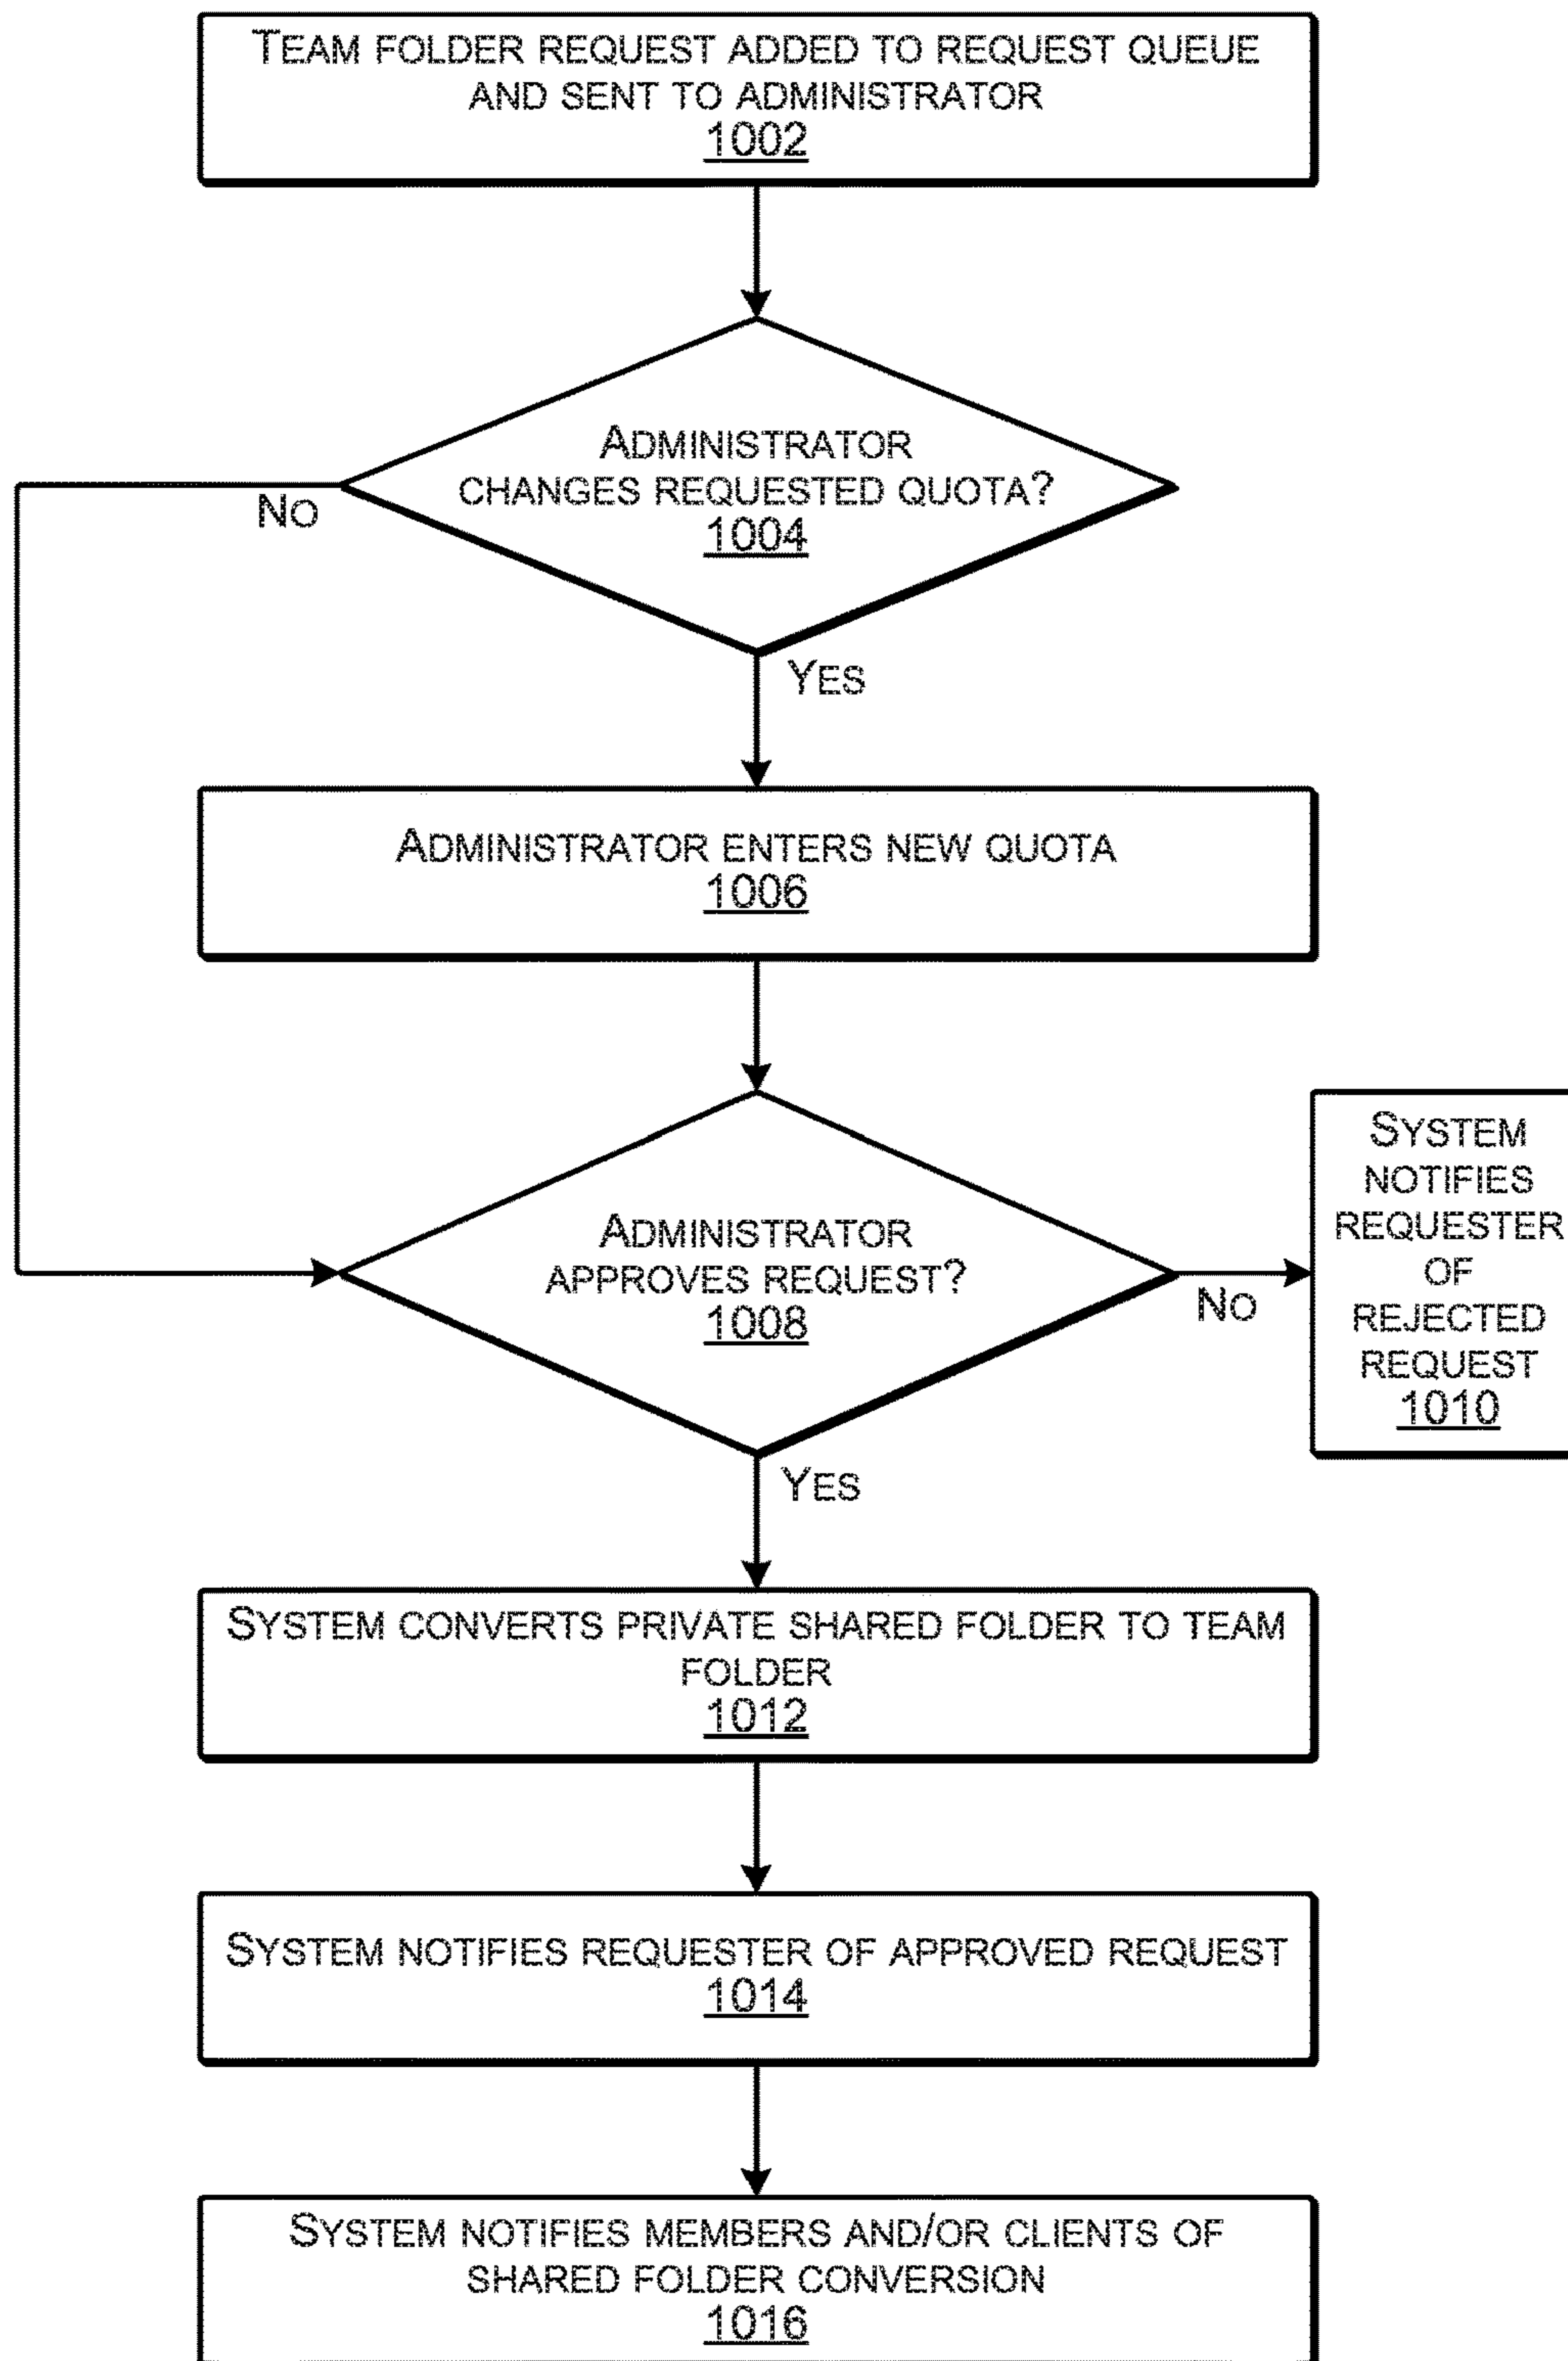 TEAM FOLDER REQUEST ADDED TO REQUEST QUEUE
AND SENT TO ADMINISTRATOR
1002
ADMINISTRATOR
CHANGES REQUESTED QUOTA?
1004
NO
YES
ADMINISTRATOR ENTERS NEW QUOTA
1006
ADMINISTRATOR
APPROVES REQUEST?
1008
NO
SYSTEM
NOTIFIES
REQUESTER
OF
REJECTED
REQUEST
1010
YES
SYSTEM CONVERTS PRIVATE SHARED FOLDER TO TEAM
FOLDER
1012
SYSTEM NOTIFIES REQUESTER OF APPROVED REQUEST
1014
SYSTEM NOTIFIES MEMBERS AND/OR CLIENTS OF
SHARED FOLDER CONVERSION
1016